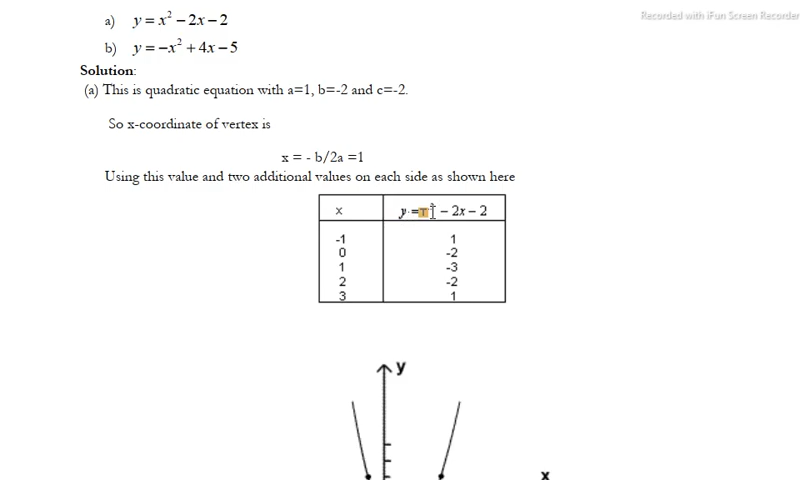 Recorded with iFun Screen Recorder
a) y = x² − 2x − 2
b) y = −x² + 4x − 5
Solution:
(a) This is quadratic equation with a=1, b=-2 and c=-2.
So x-coordinate of vertex is
x = - b/2a =1
Using this value and two additional values on each side as shown here
x y = − 2x − 2
-1 1
0 -2
1 -3
2 -2
3 1
y
x